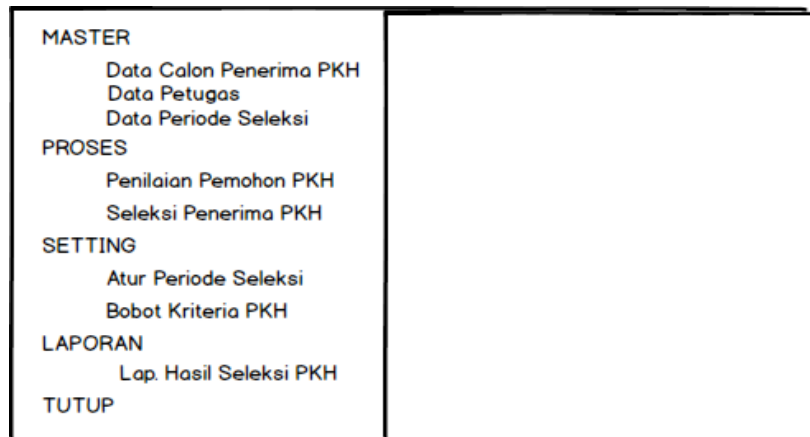 MASTER
Data Calon Penerima PKH
Data Petugas
Data Periode Seleksi
PROSES
Penilaian Pemohon PKH
Seleksi Penerima PKH
SETTING
Atur Periode Seleksi
Bobot Kriteria PKH
LAPORAN
Lap. Hasil Seleksi PKH
TUTUP